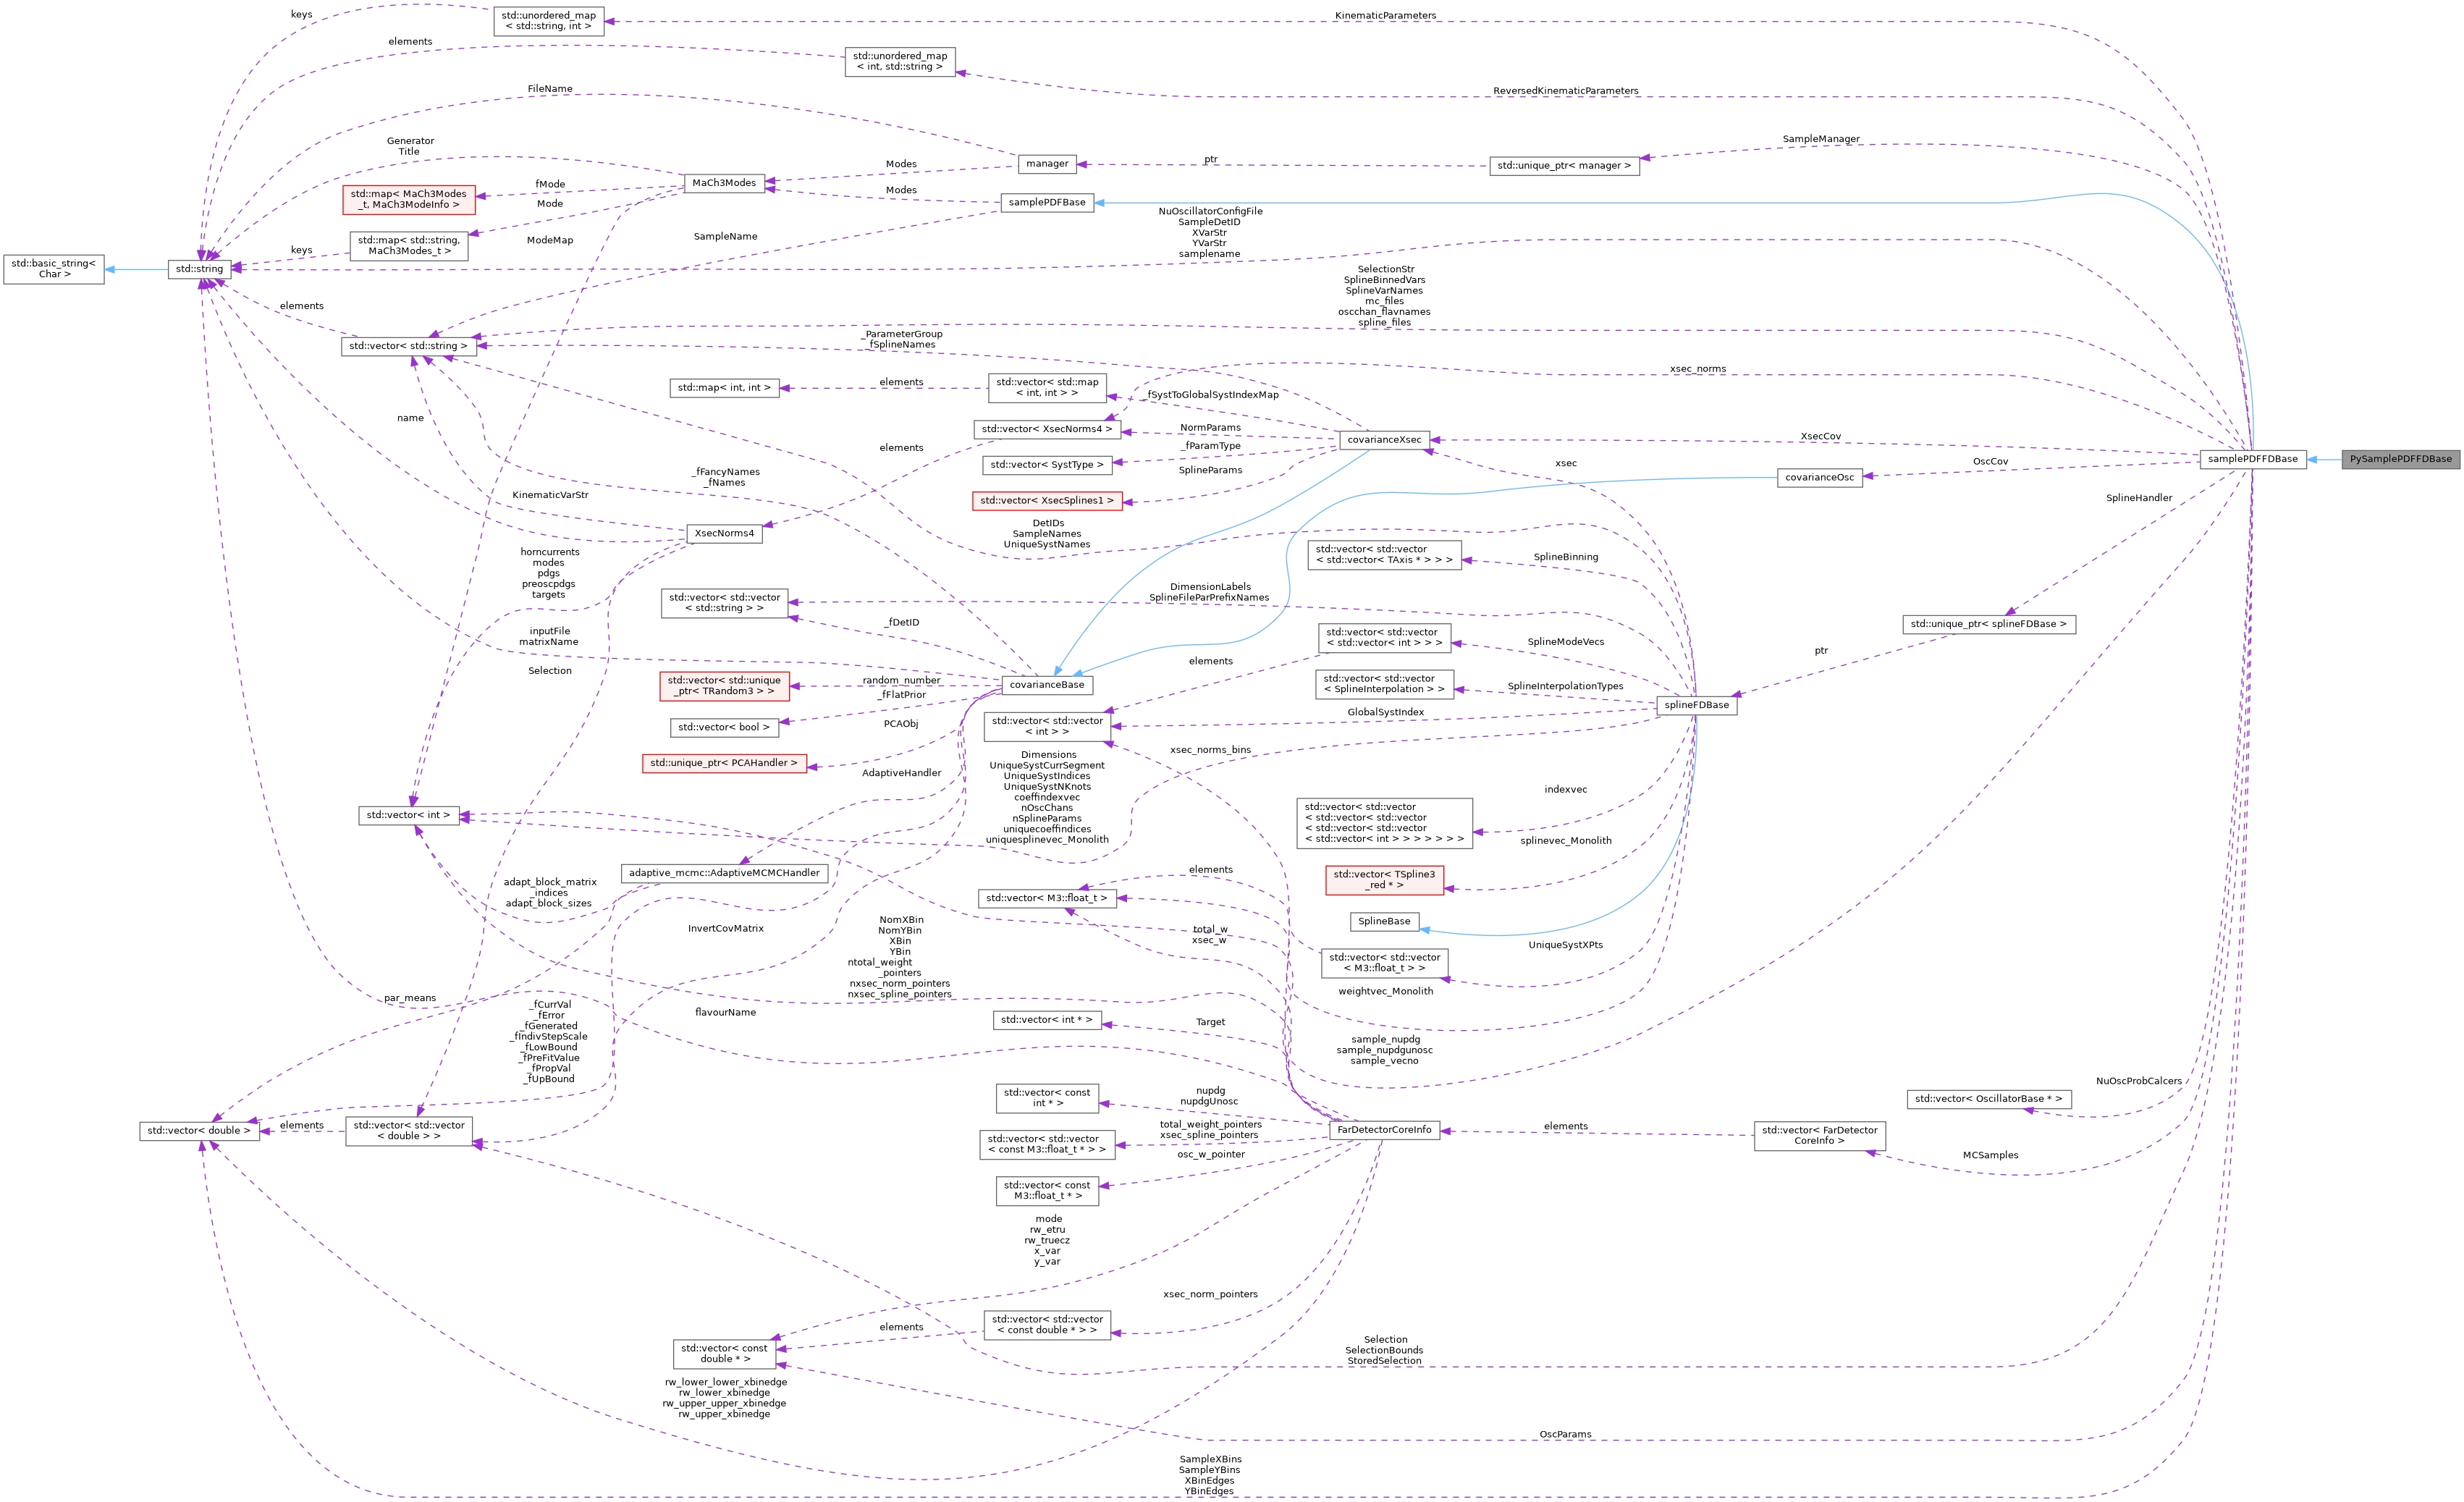 keys
std::unordered_map
< std::string, int >
KinematicParameters
elements
std::unordered_map
< int, std::string >
FileName
ReversedKinematicParameters
Generator
Title
SampleManager
MaCh3Modes
Modes
manager
ptr
std::unique_ptr< manager >
std::map< MaCh3Modes
_t, MaCh3ModeInfo >
fMode
Mode
Modes
samplePDFBase
std::map< std::string,
MaCh3Modes_t >
keys
ModeMap
SampleName
NuOscillatorConfigFile
SampleDetID
XVarStr
YVarStr
samplename
std::basic_string<
Char >
std::string
elements
SelectionStr
SplineBinnedVars
SplineVarNames
mc_files
oscchan_flavnames
spline_files
std::vector< std::string >
_ParameterGroup
_fSplineNames
std::map< int, int >
elements
std::vector< std::map
< int, int > >
_fSystToGlobalSystIndexMap
xsec_norms
name
std::vector< XsecNorms4 >
NormParams
covarianceXsec
XsecCov
elements
_fParamType
std::vector< SystType >
samplePDFFDBase
PySamplePDFFDBase
OscCov
covarianceOsc
_fFancyNames
_fNames
SplineParams
xsec
std::vector< XsecSplines1 >
KinematicVarStr
SplineHandler
XsecNorms4
DetIDs
SampleNames
UniqueSystNames
horncurrents
modes
pdgs
preoscpdgs
targets
std::vector< std::vector
< std::vector< TAxis * > > >
SplineBinning
std::vector< std::vector
< std::string > >
DimensionLabels
SplineFileParPrefixNames
_fDetID
std::unique_ptr< splineFDBase >
inputFile
matrixName
std::vector< std::vector
< std::vector< int > > >
SplineModeVecs
ptr
Selection
elements
std::vector< std::unique
_ptr< TRandom3 > >
random_number
covarianceBase
std::vector< std::vector
< SplineInterpolation > >
SplineInterpolationTypes
_fFlatPrior
splineFDBase
std::vector< bool >
PCAObj
std::vector< std::vector
< int > >
GlobalSystIndex
std::unique_ptr< PCAHandler >
AdaptiveHandler
Dimensions
UniqueSystCurrSegment
UniqueSystIndices
UniqueSystNKnots
coeffindexvec
nOscChans
nSplineParams
uniquecoeffindices
uniquesplinevec_Monolith
xsec_norms_bins
indexvec
std::vector< int >
std::vector< std::vector
< std::vector< std::vector
< std::vector< std::vector
< std::vector< int > > > > > > >
splinevec_Monolith
adaptive_mcmc::AdaptiveMCMCHandler
elements
std::vector< TSpline3
_red * >
adapt_block_matrix
_indices
adapt_block_sizes
std::vector< M3::float_t >
SplineBase
InvertCovMatrix
NomXBin
NomYBin
XBin
YBin
ntotal_weight
_pointers
nxsec_norm_pointers
nxsec_spline_pointers
total_w
xsec_w
UniqueSystXPts
std::vector< std::vector
< M3::float_t > >
weightvec_Monolith
par_means
flavourName
_fCurrVal
_fError
_fGenerated
_fIndivStepScale
_fLowBound
_fPreFitValue
_fPropVal
_fUpBound
std::vector< int * >
Target
sample_nupdg
sample_nupdgunosc
sample_vecno
NuOscProbCalcers
std::vector< const
int * >
nupdg
nupdgUnosc
std::vector< OscillatorBase * >
std::vector< double >
elements
std::vector< std::vector
< double > >
total_weight_pointers
xsec_spline_pointers
FarDetectorCoreInfo
elements
std::vector< FarDetector
CoreInfo >
std::vector< std::vector
< const M3::float_t * > >
osc_w_pointer
MCSamples
std::vector< const
M3::float_t * >
mode
rw_etru
rw_truecz
x_var
y_var
xsec_norm_pointers
elements
std::vector< std::vector
< const double * > >
std::vector< const
double * >
Selection
SelectionBounds
StoredSelection
rw_lower_lower_xbinedge
rw_lower_xbinedge
rw_upper_upper_xbinedge
rw_upper_xbinedge
OscParams
SampleXBins
SampleYBins
XBinEdges
YBinEdges